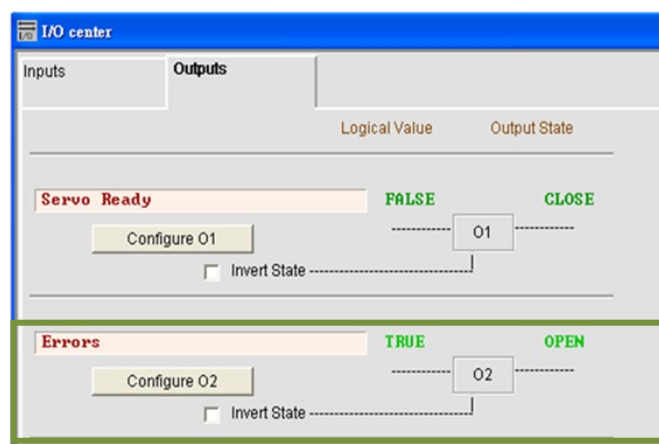 I/O I/O center
Inputs Outputs
Logical Value Output State
Servo Ready FALSE CLOSE
Configure O1 O1
Invert State
Errors TRUE OPEN
Configure O2 O2
Invert State